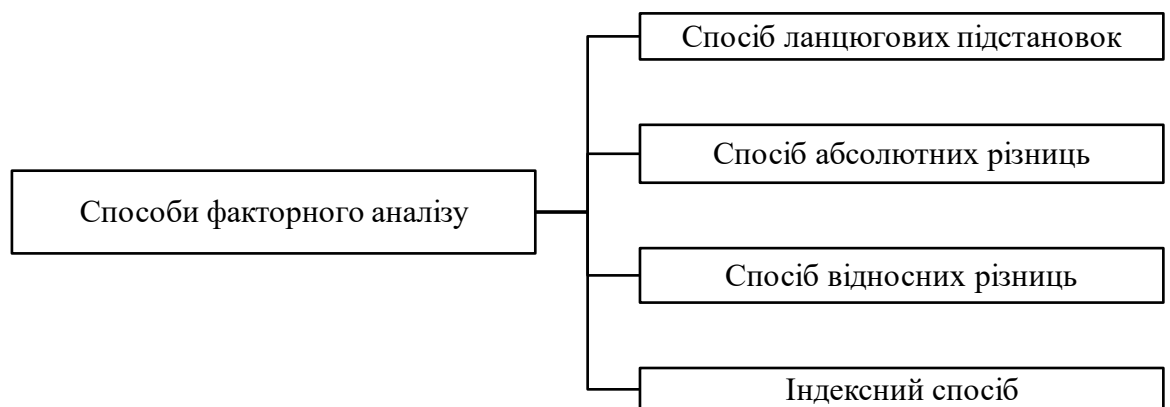 Спосіб ланцюгових підстановок
Спосіб абсолютних різниць
Способи факторного аналізу
Спосіб відносних різниць
Індексний спосіб